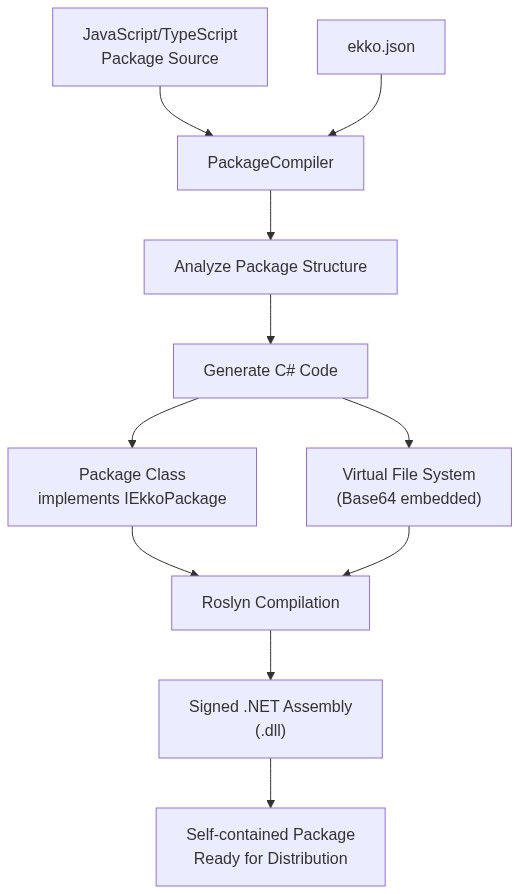 JavaScript/TypeScript
Package Source
ekko.json
PackageCompiler
Analyze Package Structure
Generate C# Code
Package Class
implements IEkkoPackage
Virtual File System
(Base64 embedded)
Roslyn Compilation
Signed .NET Assembly
(.dll)
Self-contained Package
Ready for Distribution